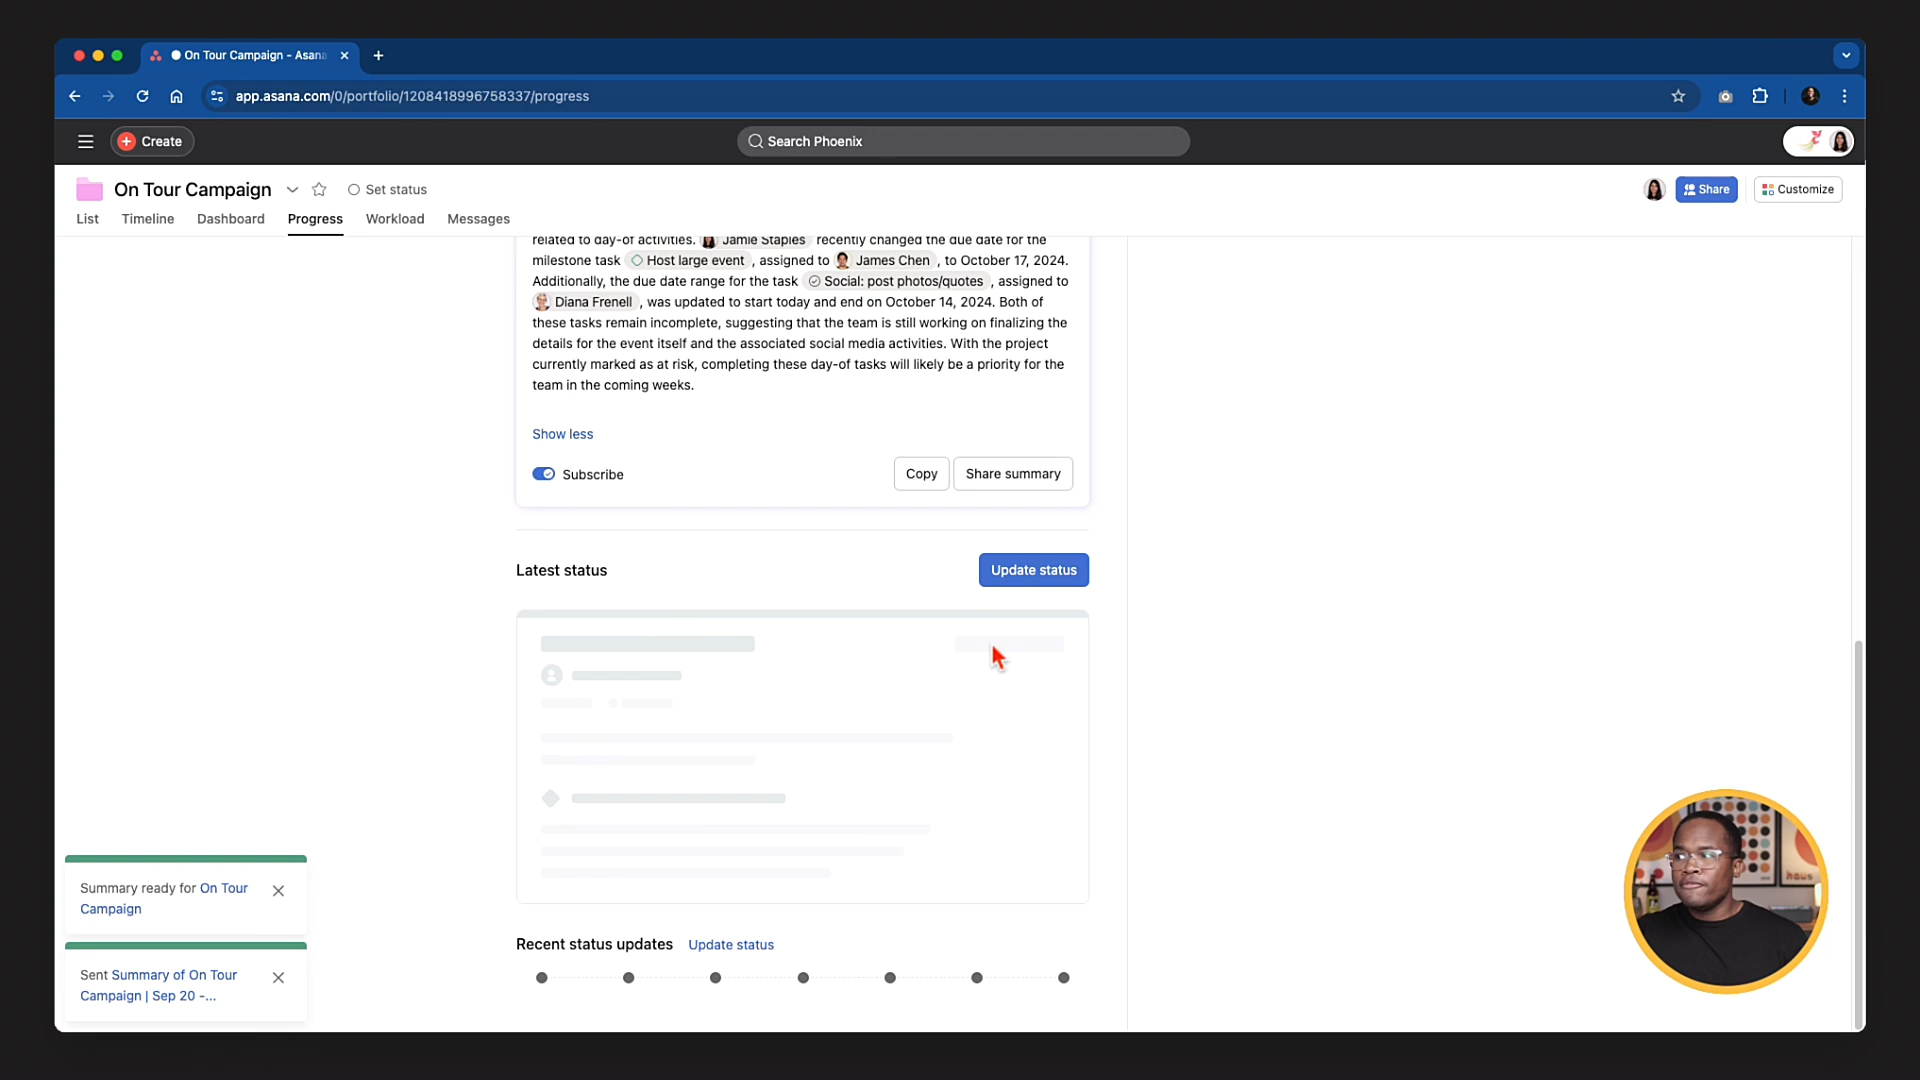 On Tour Campaign - Asana
app.asana.com/0/portfolio/1208418996758337/progress
Create
Search Phoenix
On Tour Campaign
Set status
Share
Customize
List Timeline Dashboard Progress Workload Messages
related to day-of activities. Jamie Staples recently changed the due date for the
milestone task Host large event , assigned to James Chen , to October 17, 2024.
Additionally, the due date range for the task Social: post photos/quotes , assigned to
Diana Frenell , was updated to start today and end on October 14, 2024. Both of
these tasks remain incomplete, suggesting that the team is still working on finalizing the
details for the event itself and the associated social media activities. With the project
currently marked as at risk, completing these day-of tasks will likely be a priority for the
team in the coming weeks.
Show less
Subscribe
Copy
Share summary
Latest status
Update status
Summary ready for On Tour
Campaign
Sent Summary of On Tour
Campaign | Sep 20 -...
Recent status updates
Update status
haus